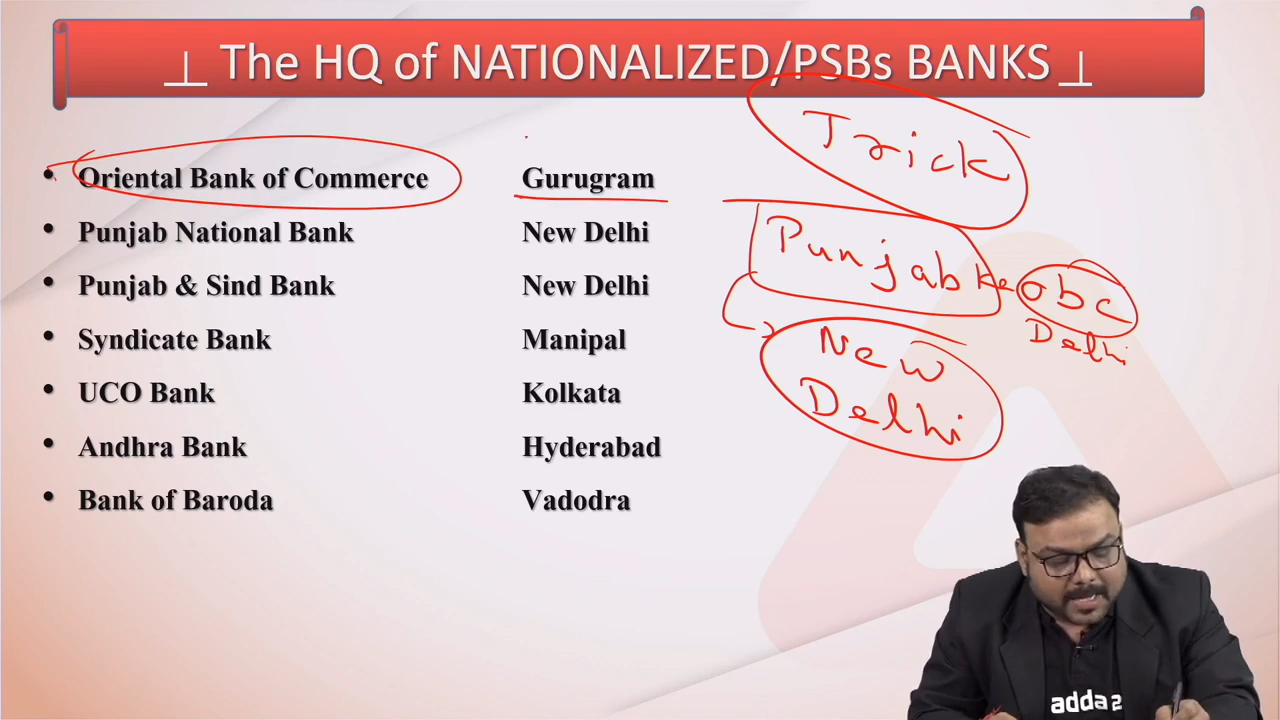 The HQ of NATIONALIZED/PSBs BANKS
Trick
• Oriental Bank of Commerce Gurugram
• Punjab National Bank New Delhi
Punjab ke obc
Delhi
• Punjab & Sind Bank New Delhi
• Syndicate Bank Manipal
New
Delhi
• UCO Bank Kolkata
• Andhra Bank Hyderabad
• Bank of Baroda Vadodra
adda2